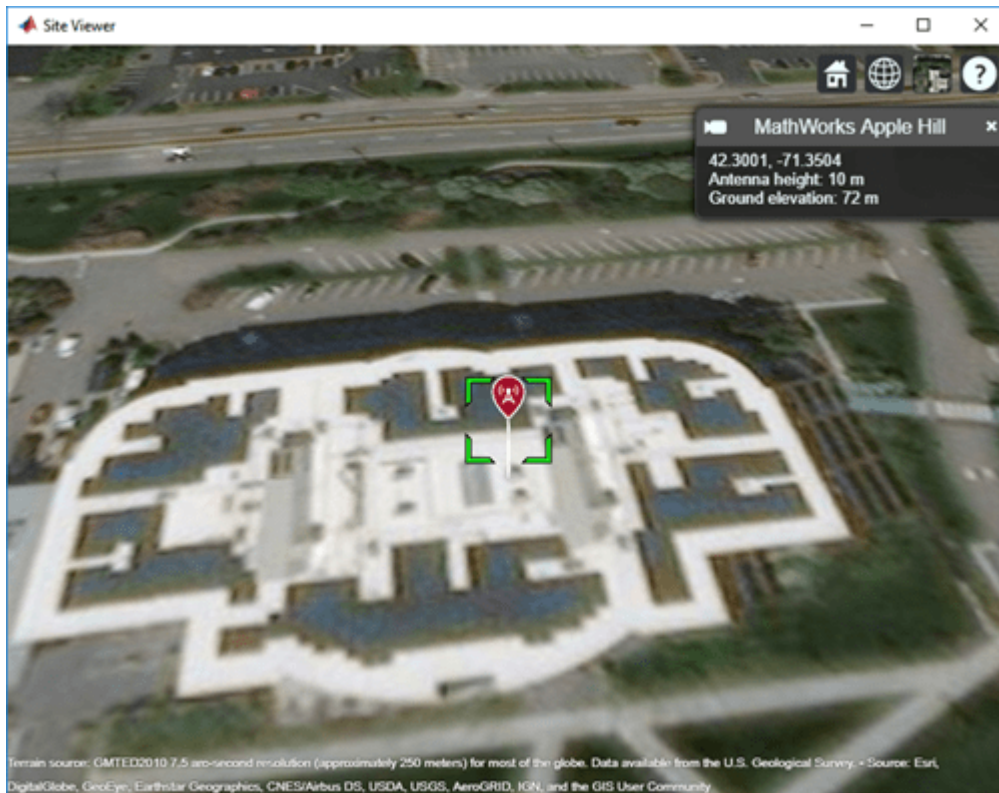 Site Viewer
MathWorks Apple Hill
42.3001, -71.3504
Antenna height: 10 m
Ground elevation: 72 m
Terrain source: GMTED2010 7.5 arc-second resolution (approximately 250 meters) for most of the globe. Data available from the U.S. Geological Survey. • Source: Esri,
DigitalGlobe, GeoEye, Earthstar Geographics, CNES/Airbus DS, USDA, USGS, AeroGRID, IGN, and the GIS User Community